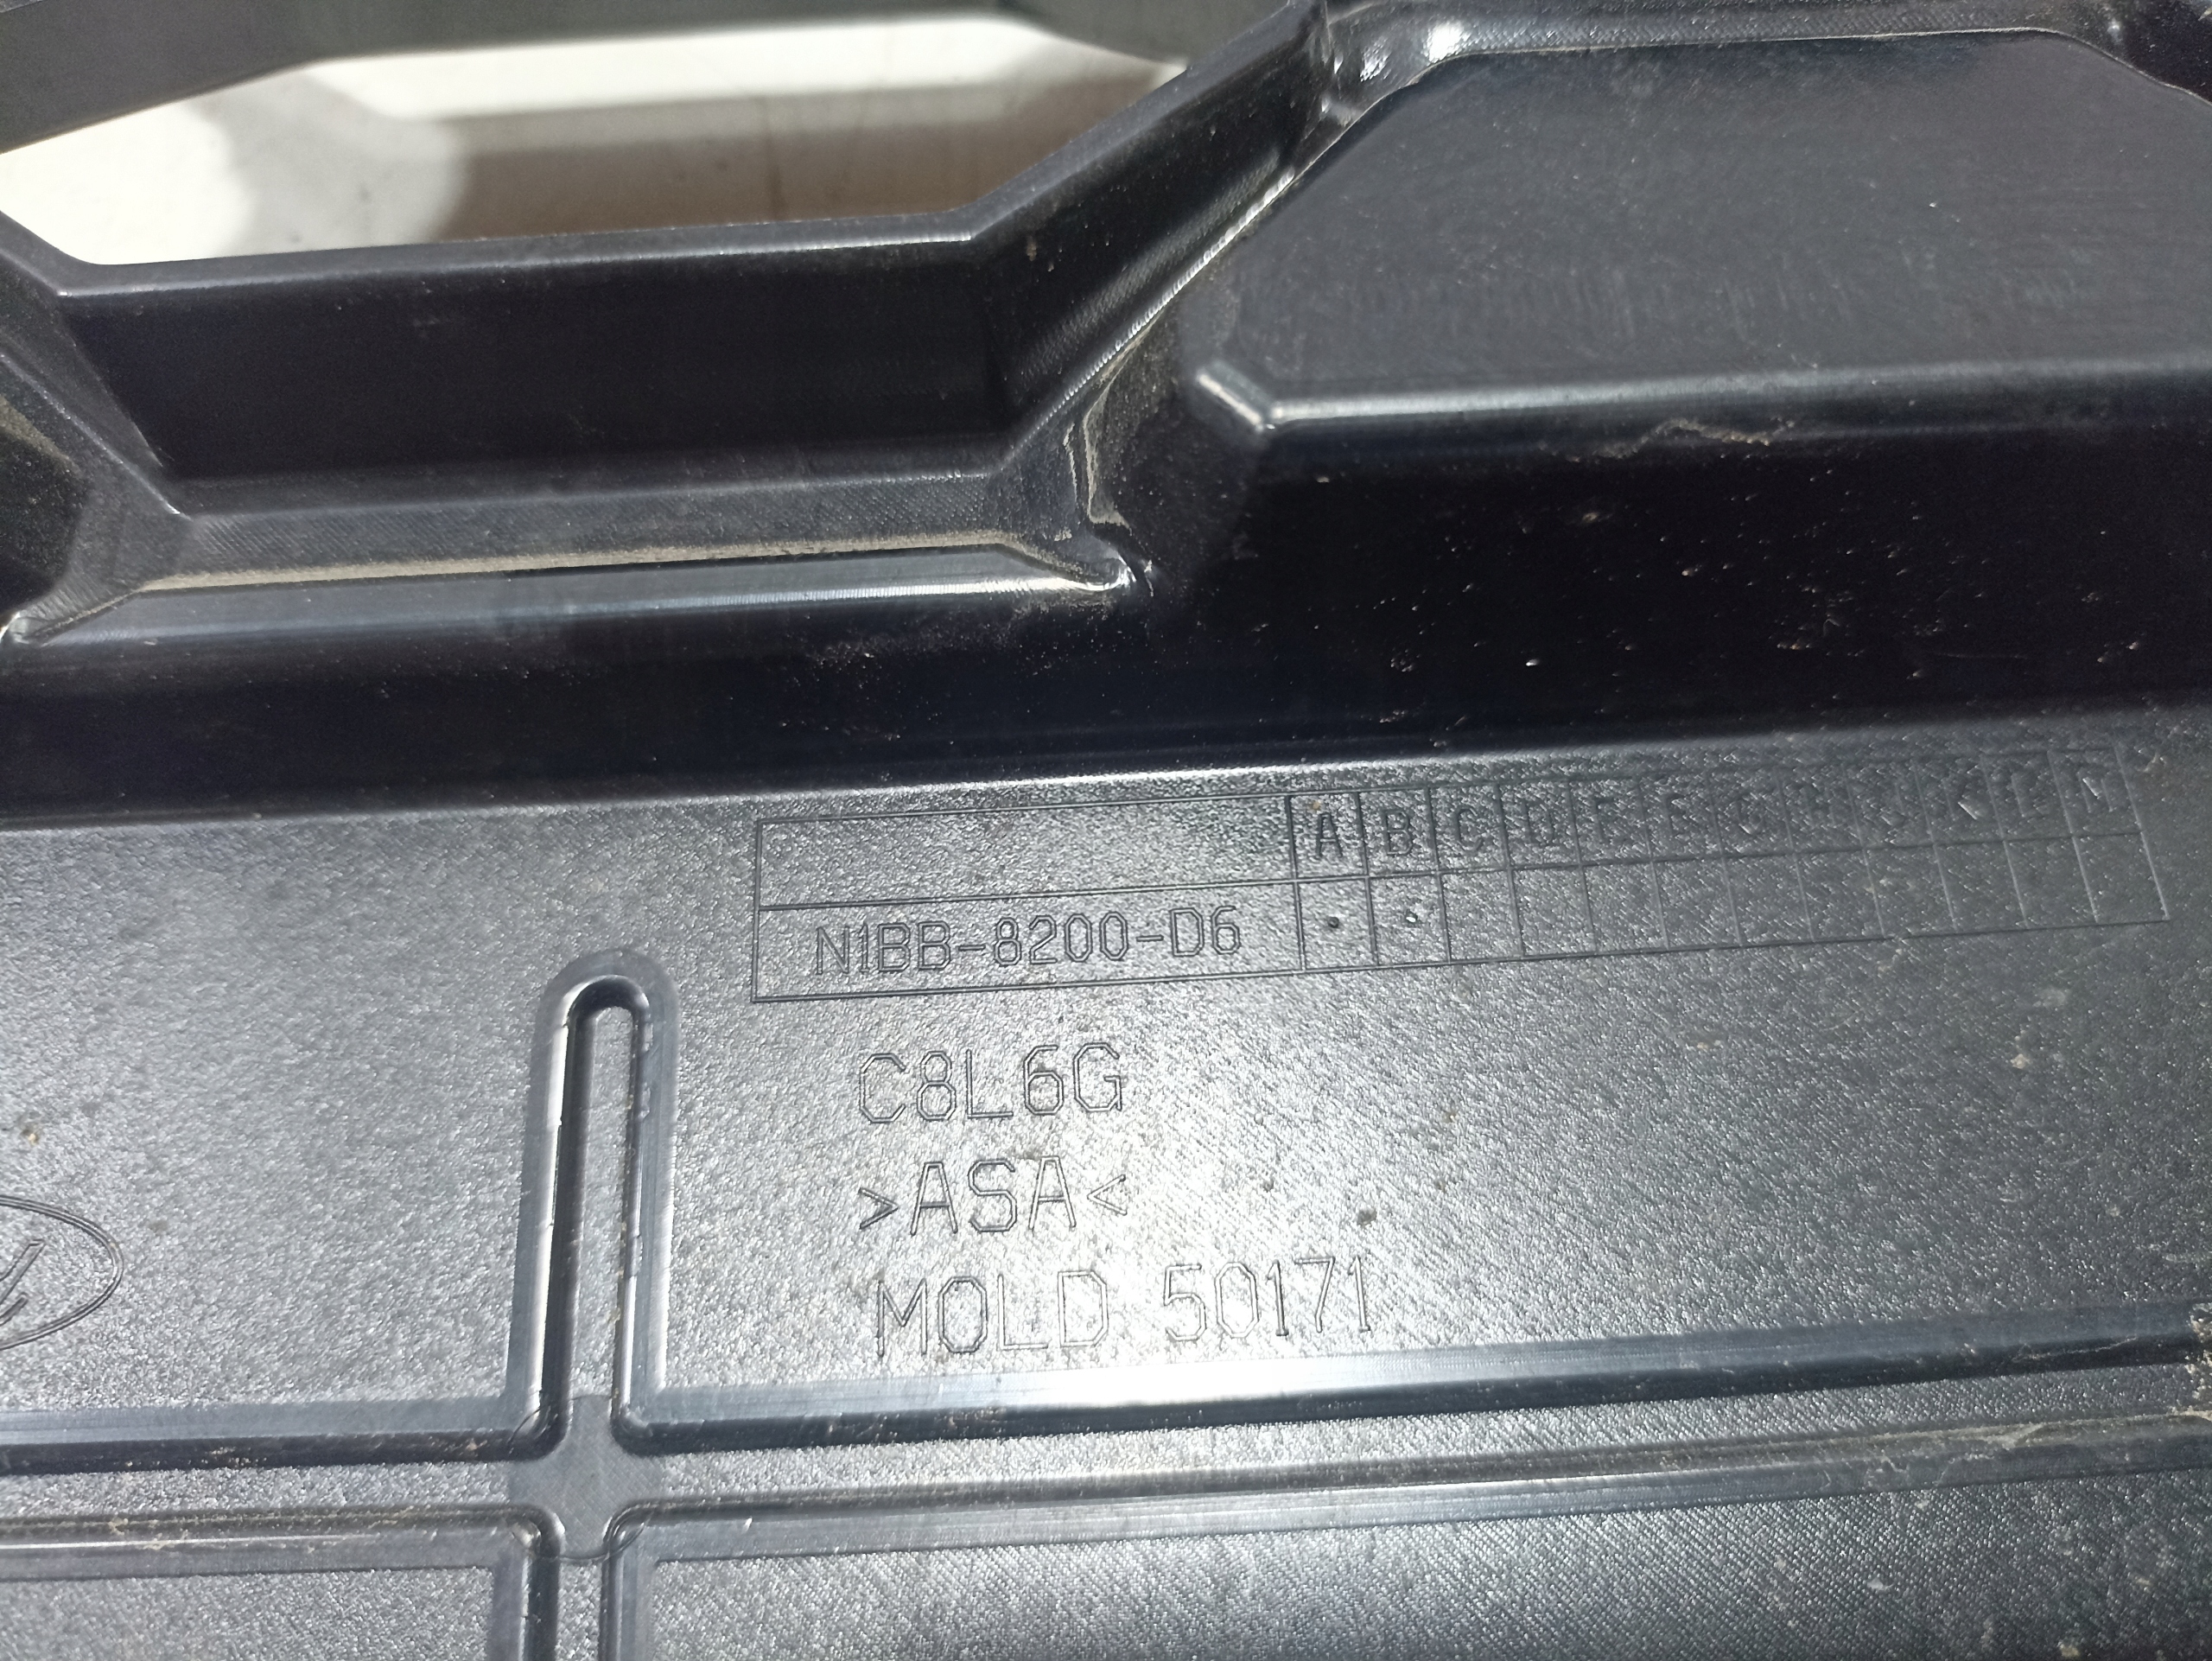 A B C D E F G H J K L M
N1BB-8200-D6
C8L6G
>ASA<
MOLD 50171